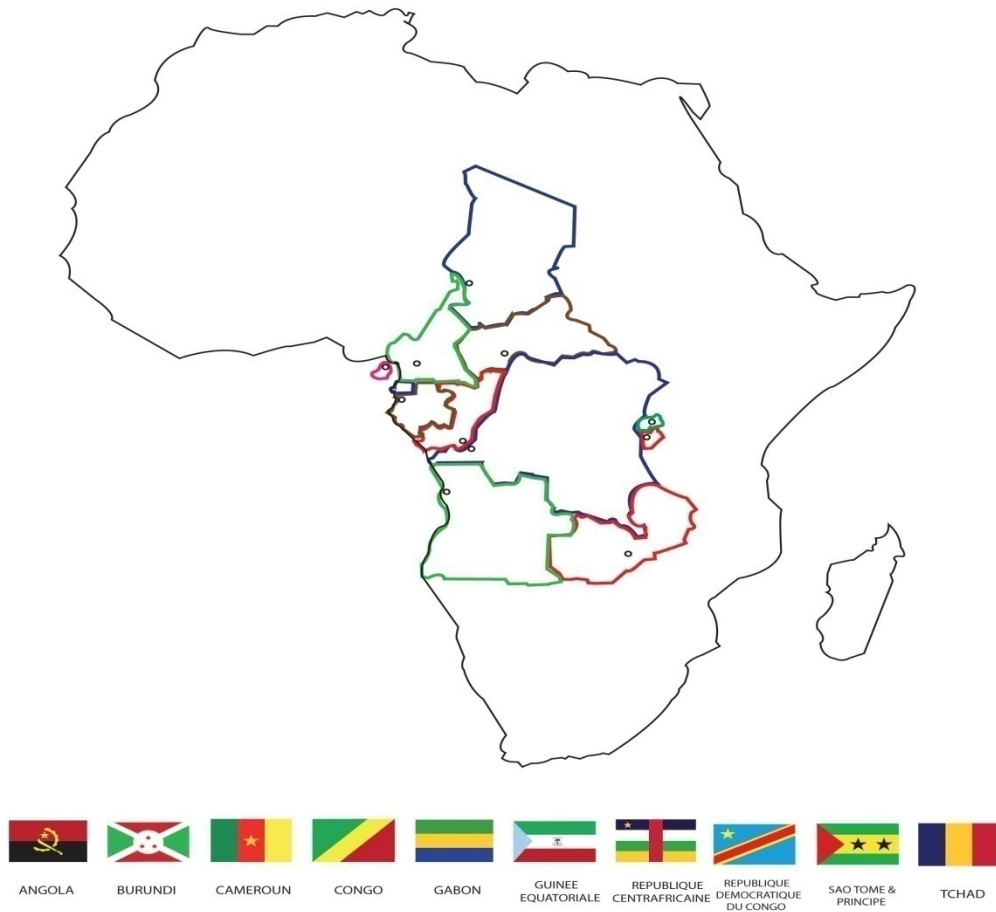 ANGOLA
BURUNDI
CAMEROUN
CONGO
GABON
GUINEE
EQUATORIALE
REPUBLIQUE
CENTRAFRICAINE
REPUBLIQUE
DEMOCRATIQUE
DU CONGO
SAO TOME &
PRINCIPE
TCHAD